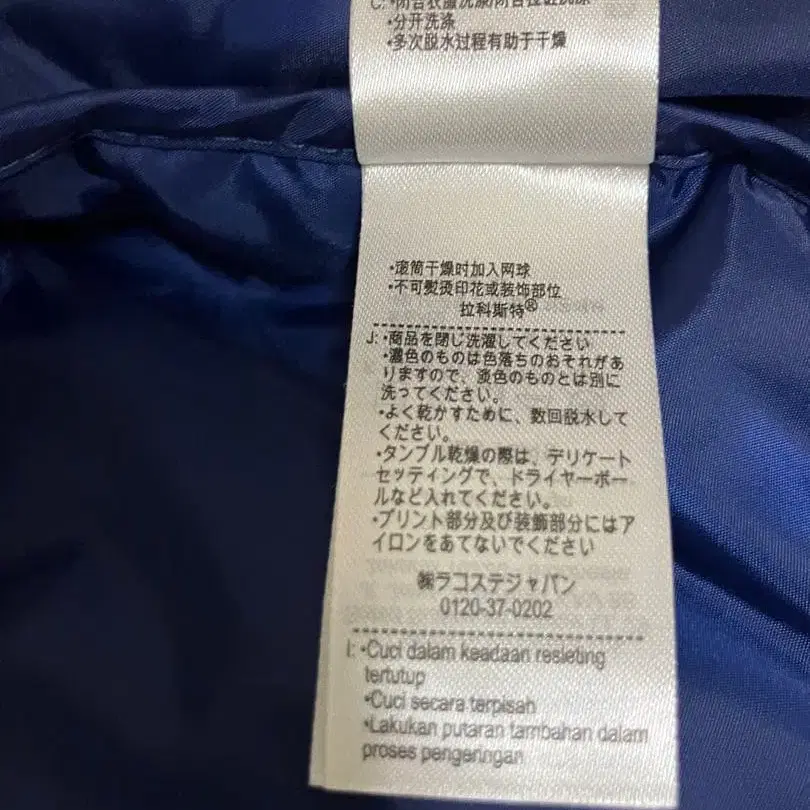 C: •闭合衣服洗涤/闭合拉链洗涤
•分开洗涤
•多次脱水过程有助于干燥
•滚筒干燥时加入网球
•不可熨烫印花或装饰部位
拉科斯特®
J: •商品を閉じ洗濯してください
•濃色のものは色落ちのおそれがあ
りますので、淡色のものとは別に
洗ってください。
•よく乾かすために、数回脱水して
ください。
•タンブル乾燥の際は、デリケート
セッティングで、ドライヤーボー
ルなど入れてください。
•プリント部分及び装飾部分にはア
イロンをあてないでください
㈱ラコステジャパン
0120-37-0202
I: •Cuci dalam keadaan resleting
tertutup
•Cuci secara terpisah
•Lakukan putaran tambahan dalam
proses pengeringan